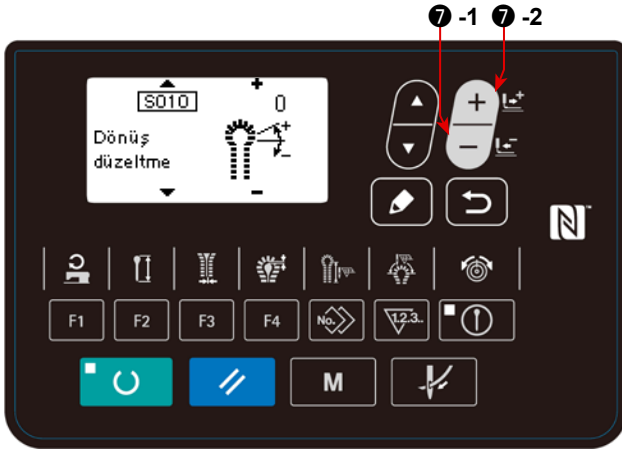 ❼ -1 ❼ -2
S010
+
0
Dönüş
düzeltme
+
−
−
+
−
+
−
N
F1
F2
F3
F4
No.
1.2.3..
M